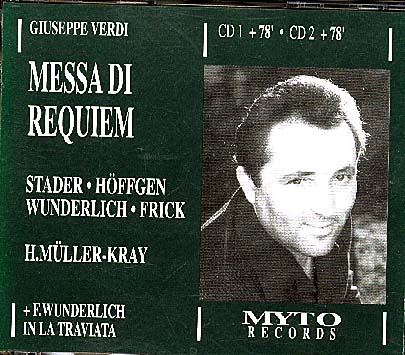 GIUSEPPE VERDI
CD 1 + 78' • CD 2 + 78'
MESSA DI
REQUIEM
STADER • HÖFFGEN
WUNDERLICH • FRICK
H.MÜLLER-KRAY
+ F.WUNDERLICH
IN LA TRAVIATA
MYTO
RECORDS